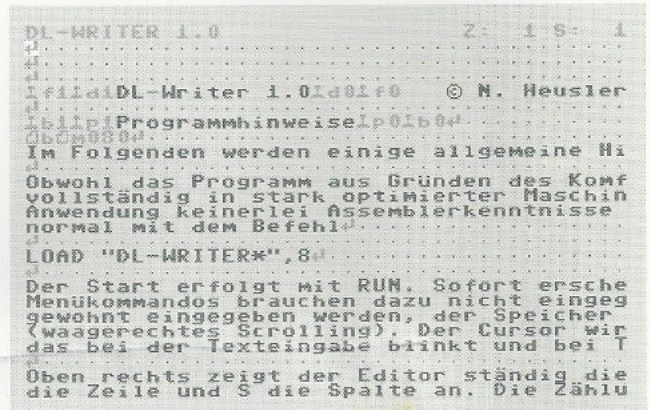 DL-WRITER 1.0 Z: 1 S: 1
DL-Writer 1.0 © N. Heusler
Programmhinweise
Im Folgenden werden einige allgemeine Hi
Obwohl das Programm aus Gründen des Komf
vollständig in stark optimierter Maschin
Anwendung keinerlei Assemblerkenntnisse
normal mit dem Befehl
LOAD "DL-WRITER*",8
Der Start erfolgt mit RUN. Sofort ersche
Menükommandos brauchen dazu nicht eingeg
gewohnt eingegeben werden, der Speicher
(waagerechtes Scrolling). Der Cursor wir
das bei der Texteingabe blinkt und bei T
Oben rechts zeigt der Editor ständig die
die Zeile und S die Spalte an. Die Zählu